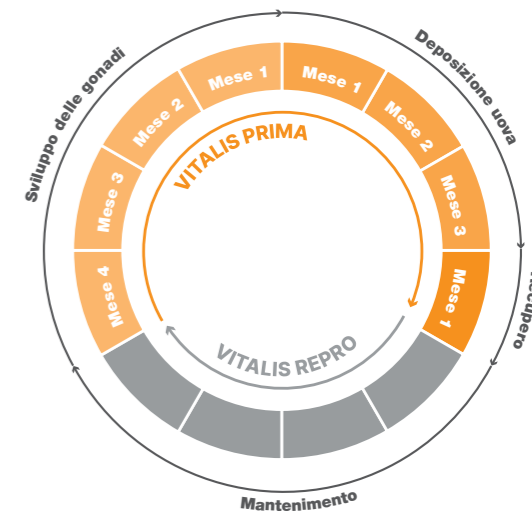 Sviluppo delle gonadi
Deposizione uova
Recupero
Mantenimento
Mese 4
Mese 3
Mese 2
Mese 1
Mese 1
Mese 2
Mese 3
Mese 1
VITALIS PRIMA
VITALIS REPRO